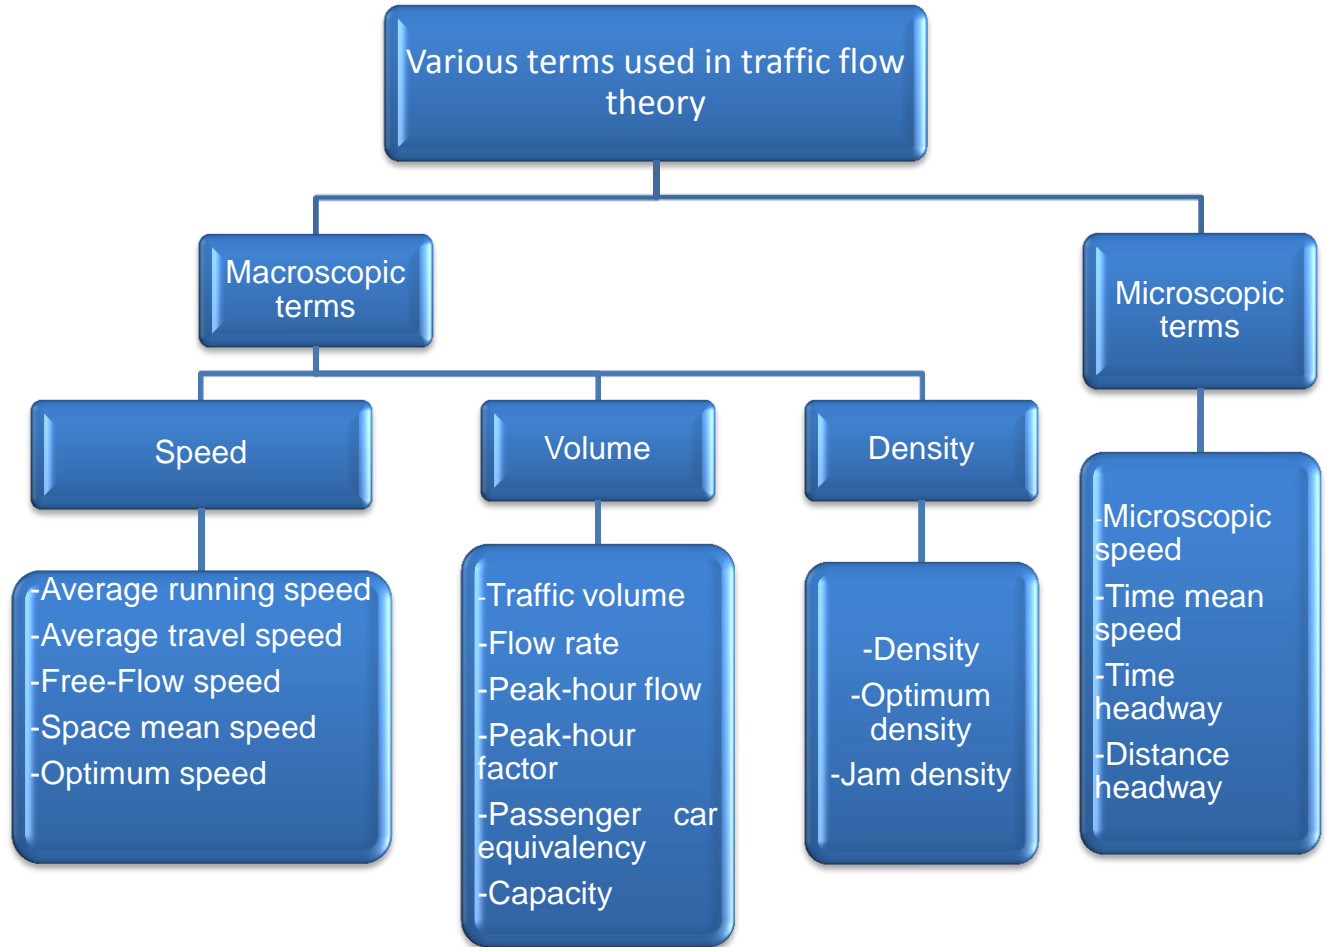 Various terms used in traffic flow
theory
Macroscopic
terms
Microscopic
terms
Speed
Volume
Density
-Average running speed
-Average travel speed
-Free-Flow speed
-Space mean speed
-Optimum speed
-Traffic volume
-Flow rate
-Peak-hour flow
-Peak-hour
factor
-Passenger car
equivalency
-Capacity
-Density
-Optimum
density
-Jam density
-Microscopic
speed
-Time mean
speed
-Time
headway
-Distance
headway